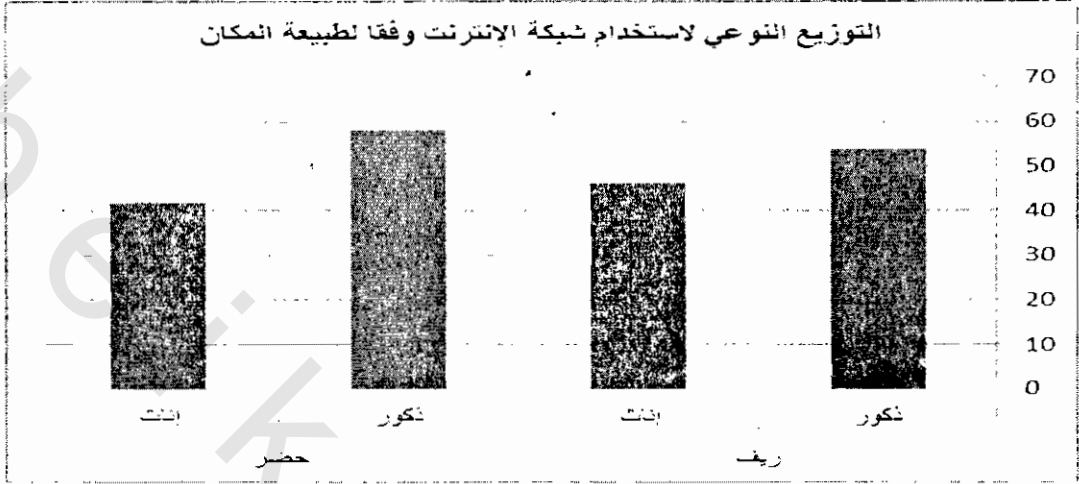 التوزيع النوعي لاستخدام شبكة الإنترنت وفقا لطبيعة المكان
70
60
50
40
30
20
10
0
ذكور
إناث
ذكور
إناث
ريف
حضر